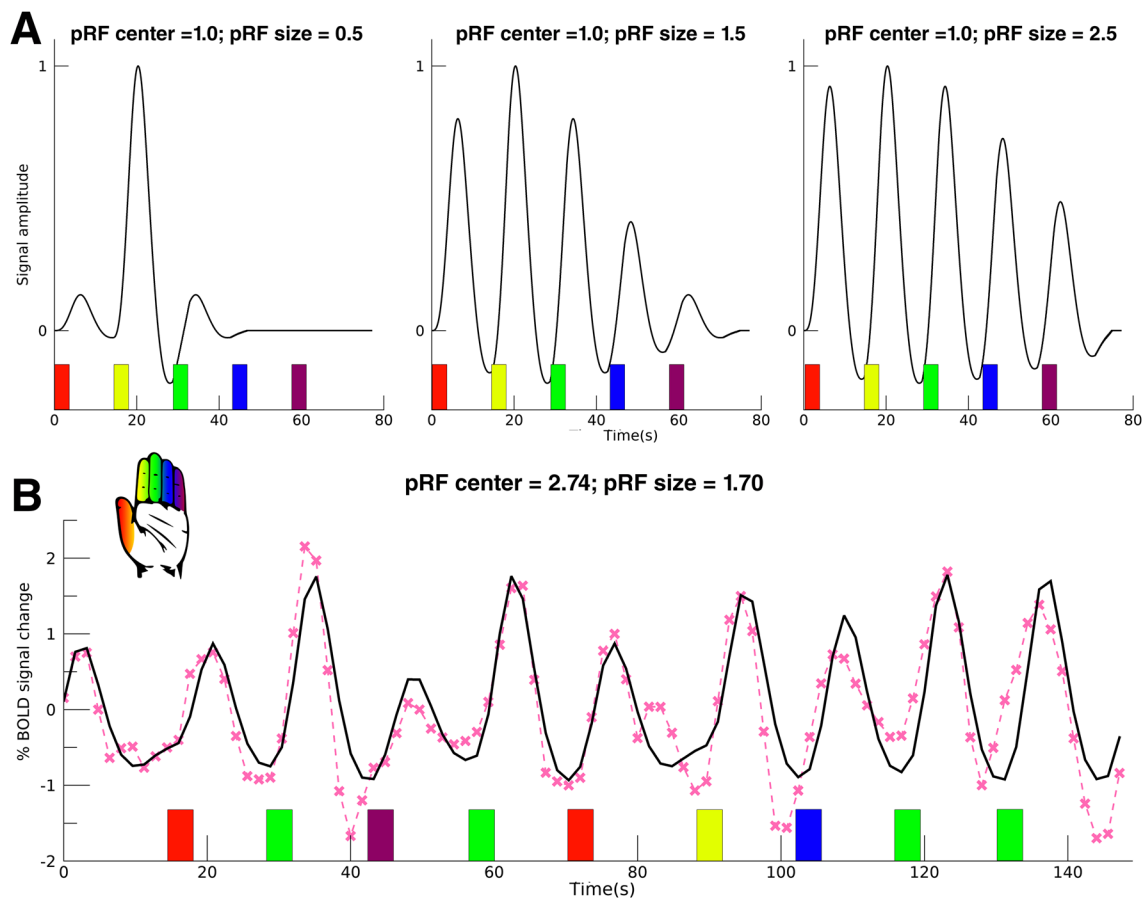 A
pRF center =1.0; pRF size = 0.5
pRF center =1.0; pRF size = 1.5
pRF center =1.0; pRF size = 2.5
1
1
1
Signal amplitude
0
0
0
0 20 40 60 80
0 20 40 60 80
0 20 40 60 80
Time(s)
B
pRF center = 2.74; pRF size = 1.70
% BOLD signal change
2
1
0
-1
-2
0 20 40 60 80 100 120 140
Time(s)